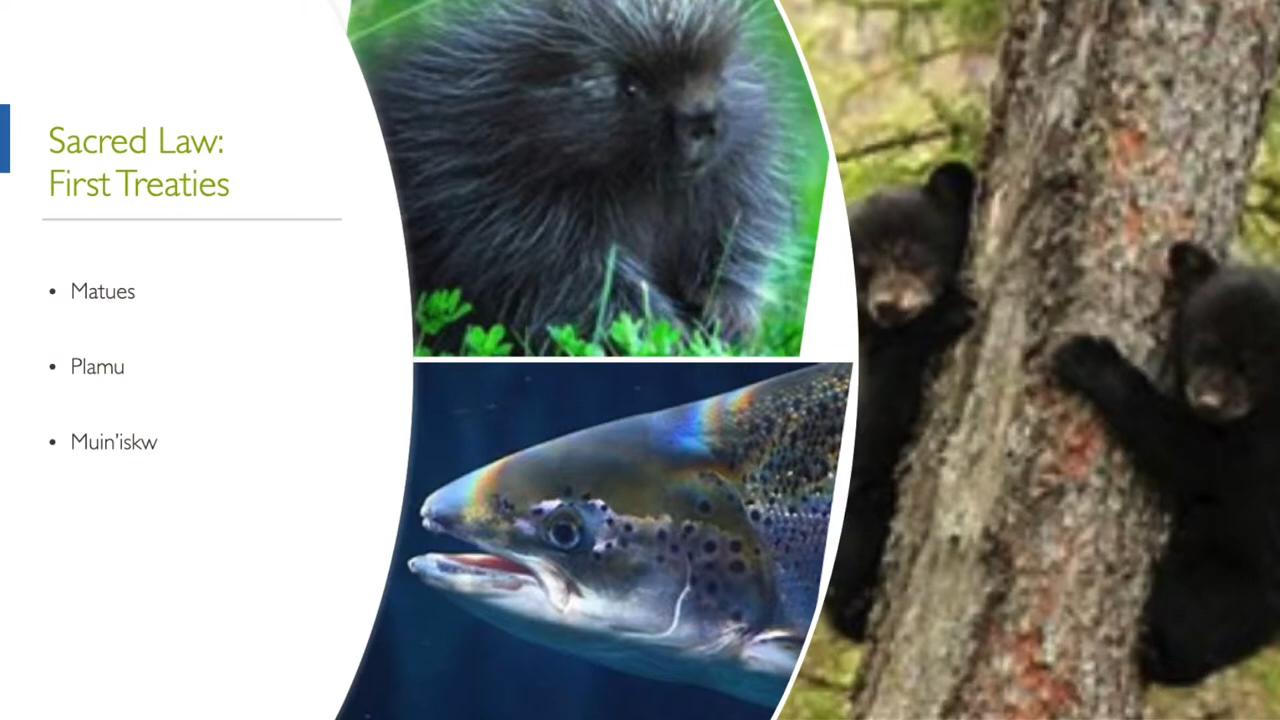 Sacred Law:
First Treaties
• Matues
• Plamu
• Muin’iskw